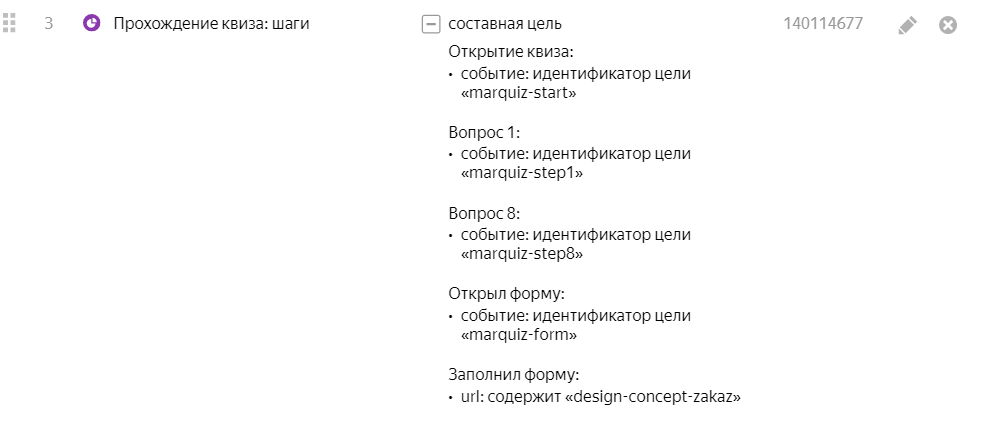 3 Прохождение квиза: шаги составная цель 140114677
Открытие квиза:
• событие: идентификатор цели
«marquiz-start»
Вопрос 1:
• событие: идентификатор цели
«marquiz-step1»
Вопрос 8:
• событие: идентификатор цели
«marquiz-step8»
Открыл форму:
• событие: идентификатор цели
«marquiz-form»
Заполнил форму:
• url: содержит «design-concept-zakaz»